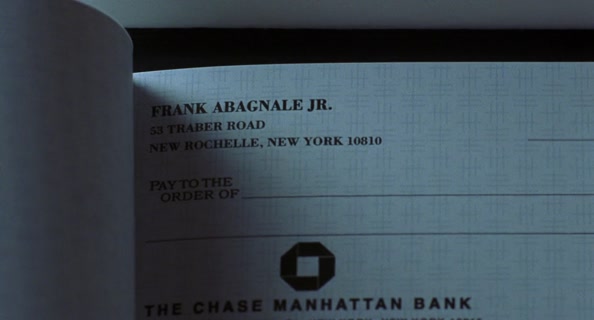 FRANK ABAGNALE JR.
53 THABER ROAD
NEW ROCHELLE, NEW YORK 10810
PAY TO THE
ORDER OF
THE CHASE MANHATTAN BANK